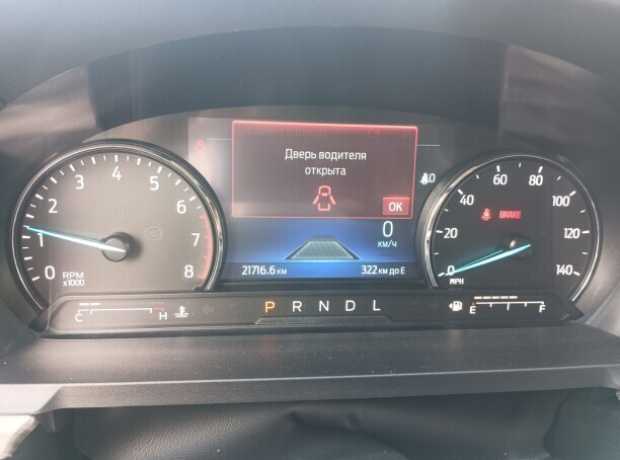 Дверь водителя
открыта
OK
0
км/ч
21716.6 км
322 км до E
0 1 2 3 4 5 6 7 8
RPM
x1000
0 20 40 60 80 100 120 140
MPH
BRAKE
C H
P R N D L
E F